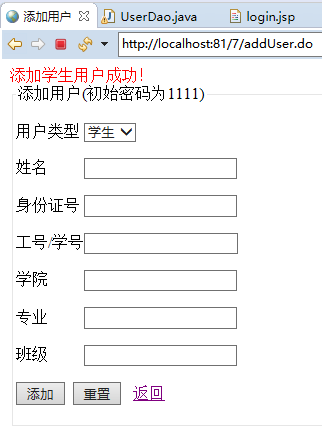 添加用户 UserDao.java login.jsp
http://localhost:81/7/addUser.do
添加学生用户成功!
添加用户(初始密码为1111)
用户类型 学生
姓名
身份证号
工号/学号
学院
专业
班级
添加 重置 返回